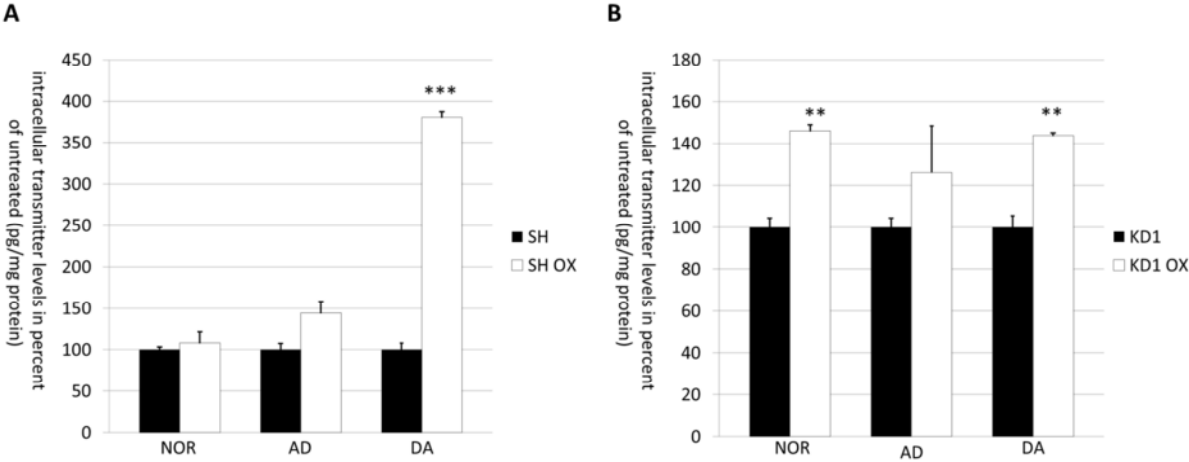 A
intracellular transmitter levels in percent
of untreated (pg/mg protein)
450
400
350
300
250
200
150
100
50
0
***
NOR
AD
DA
SH
SH OX
B
intracellular transmitter levels in percent
of untreated (pg/mg protein)
180
160
140
120
100
80
60
40
20
0
**
**
NOR
AD
DA
KD1
KD1 OX